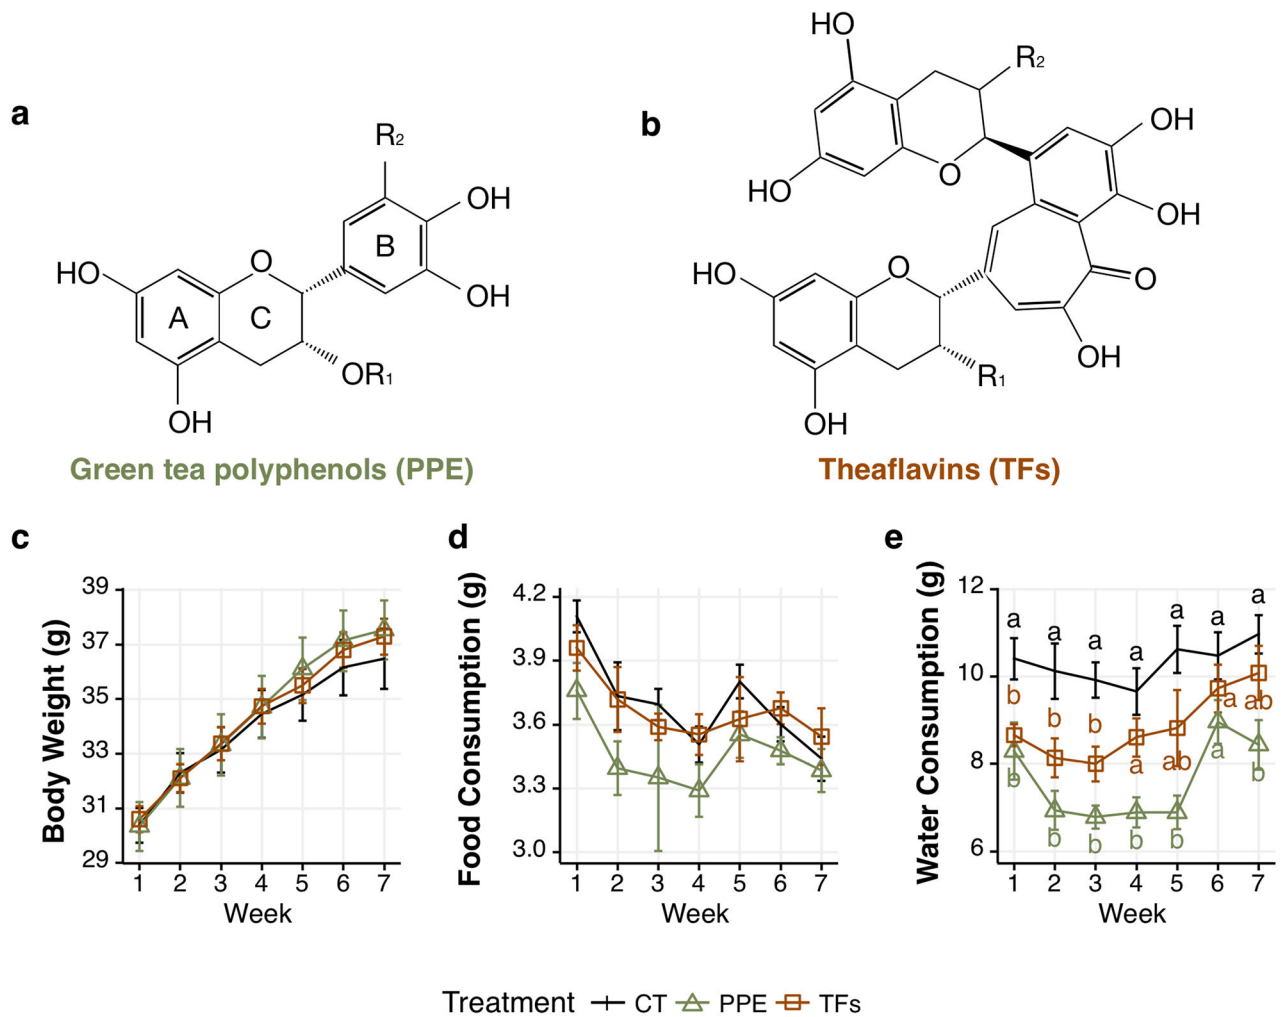 a
R2
OH
B
O
HO
OH
A
C
OR1
OH
Green tea polyphenols (PPE)
b
HO
R2
OH
HO
O
OH
HO
O
O
R1
OH
OH
Theaflavins (TFs)
c
Body Weight (g)
39
37
35
33
31
29
1 2 3 4 5 6 7
Week
d
Food Consumption (g)
4.2
3.9
3.6
3.3
3.0
1 2 3 4 5 6 7
Week
e
Water Consumption (g)
12
10
8
6
a a a a a a a
b b b a ab a ab
b b b b b a b
1 2 3 4 5 6 7
Week
Treatment CT PPE TFs